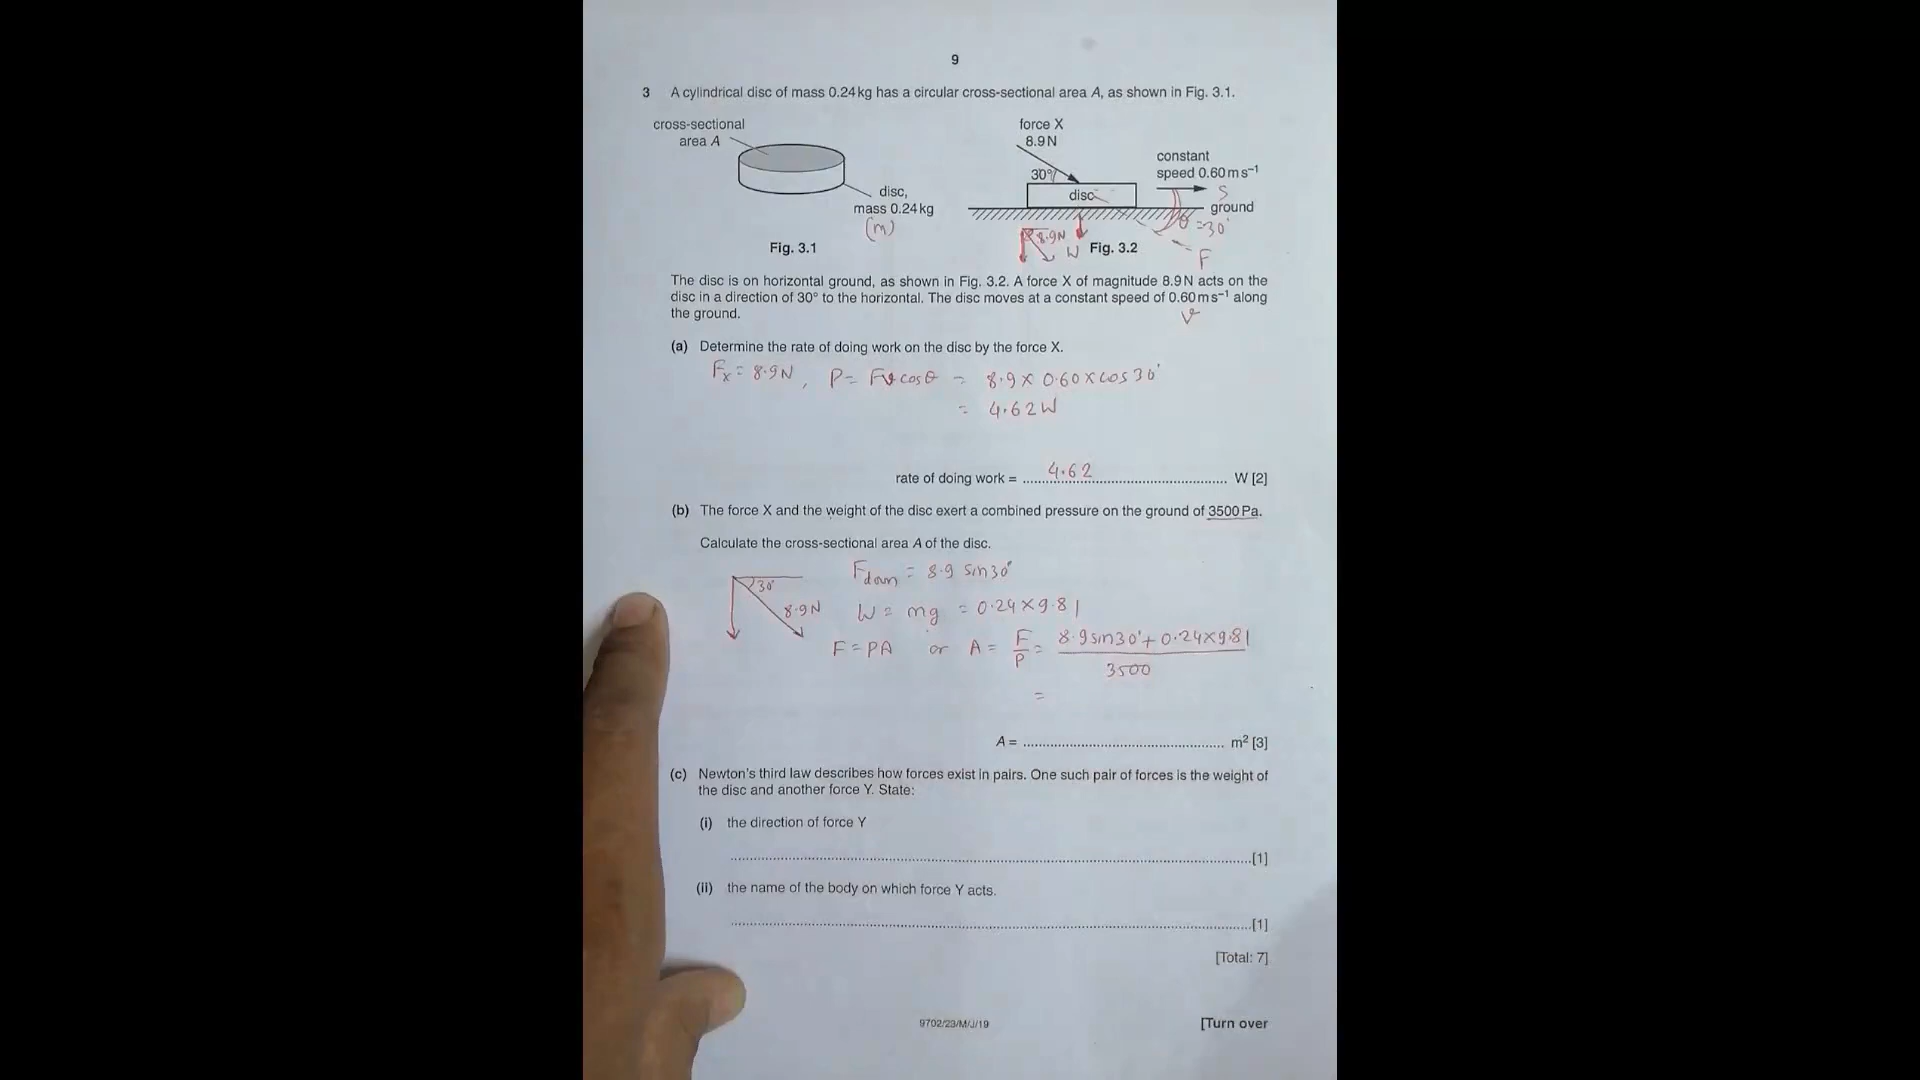 9
3 A cylindrical disc of mass 0.24 kg has a circular cross-sectional area A, as shown in Fig. 3.1.
cross-sectional
area A
disc,
mass 0.24 kg
(m)
Fig. 3.1
force X
8.9 N
30°
disc
constant
speed 0.60 m s⁻¹
S
ground
θ = 30°
8.9N
W
F
Fig. 3.2
The disc is on horizontal ground, as shown in Fig. 3.2. A force X of magnitude 8.9 N acts on the
disc in a direction of 30° to the horizontal. The disc moves at a constant speed of 0.60 m s⁻¹ along
the ground.
v
(a) Determine the rate of doing work on the disc by the force X.
Fx = 8.9N, P = Fv cosθ = 8.9 × 0.60 × cos 30°
= 4.62W
rate of doing work = 4.62 W [2]
(b) The force X and the weight of the disc exert a combined pressure on the ground of 3500 Pa.
Calculate the cross-sectional area A of the disc.
30°
8.9N
Fdown = 8.9 sin30°
W = mg = 0.24 × 9.81
F = PA or A = F/P = (8.9 sin30° + 0.24 × 9.81)/3500
=
A = ........ m² [3]
(c) Newton's third law describes how forces exist in pairs. One such pair of forces is the weight of
the disc and another force Y. State:
(i) the direction of force Y
........[1]
(ii) the name of the body on which force Y acts.
........[1]
[Total: 7]
9702/23/M/J/19
[Turn over